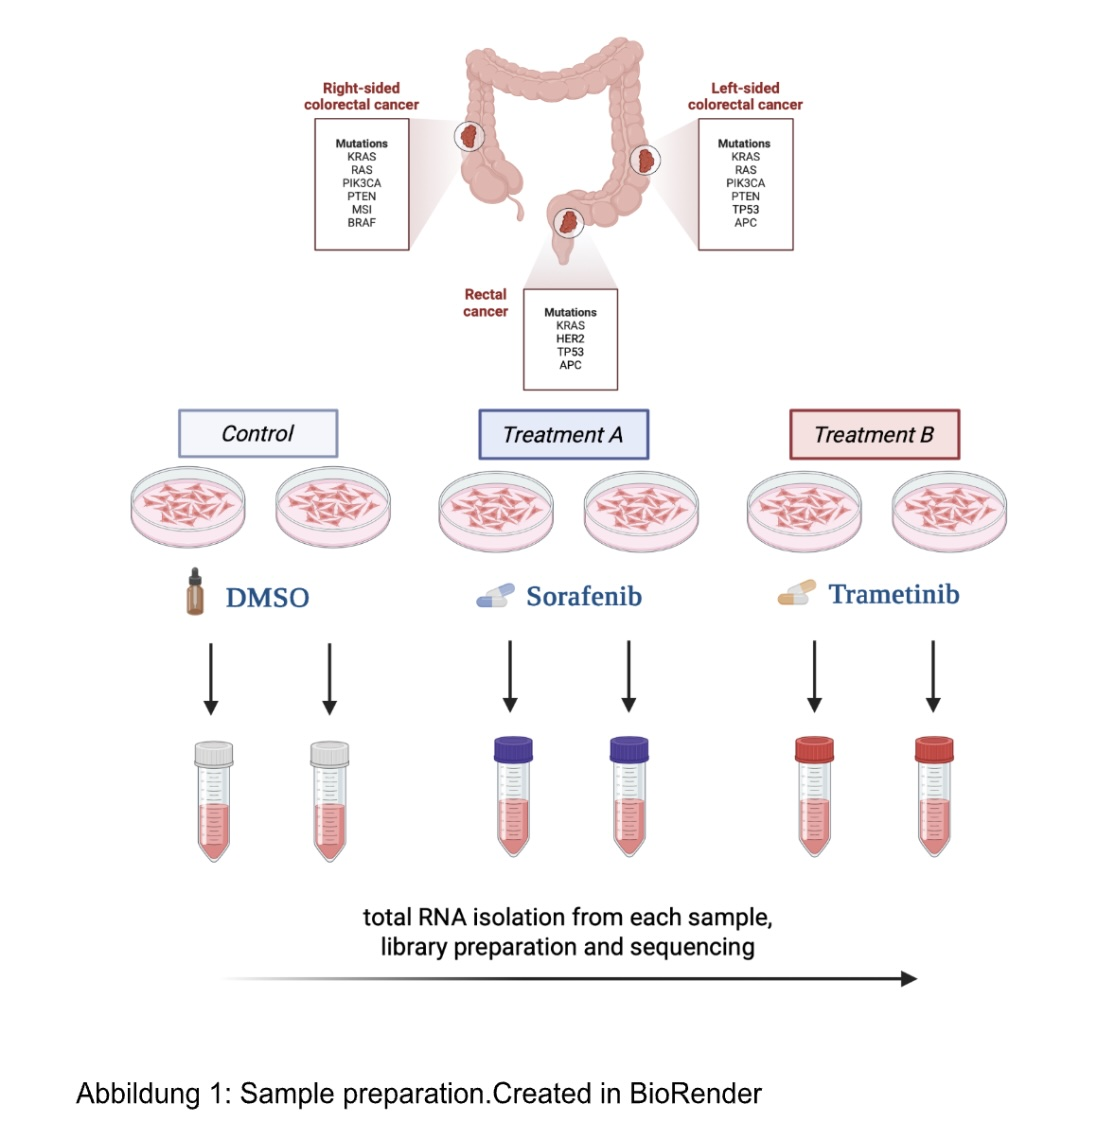 Right-sided
colorectal cancer
Mutations
KRAS
RAS
PIK3CA
PTEN
MSI
BRAF
Left-sided
colorectal cancer
Mutations
KRAS
RAS
PIK3CA
PTEN
TP53
APC
Rectal
cancer
Mutations
KRAS
HER2
TP53
APC
Control
Treatment A
Treatment B
DMSO
Sorafenib
Trametinib
total RNA isolation from each sample,
library preparation and sequencing
Abbildung 1: Sample preparation.Created in BioRender